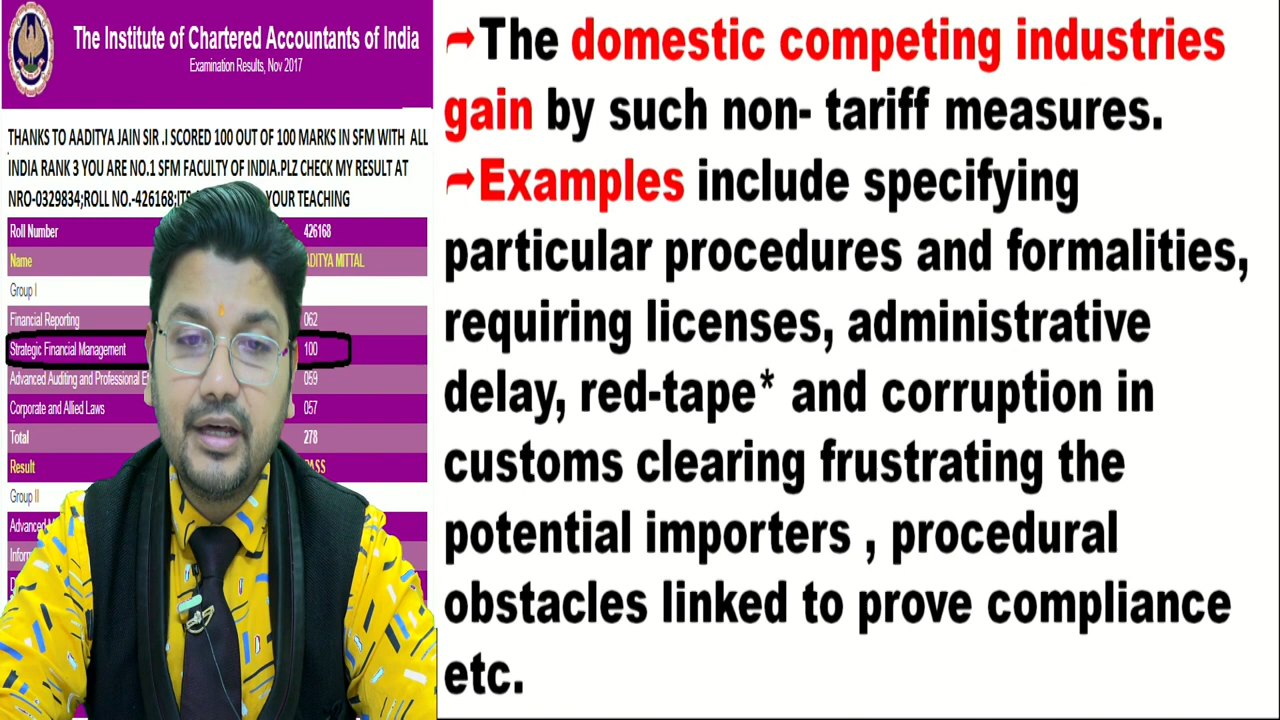 The Institute of Chartered Accountants of India
Examination Results, Nov 2017
THANKS TO AADITYA JAIN SIR .I SCORED 100 OUT OF 100 MARKS IN SFM WITH ALL
INDIA RANK 3 YOU ARE NO.1 SFM FACULTY OF INDIA.PLZ CHECK MY RESULT AT
NRO-0329834;ROLL NO.-426168; YOUR TEACHING
Roll Number 426168
Name ADITYA MITTAL
Group I
Financial Reporting 062
Strategic Financial Management 100
Advanced Auditing and Professional 059
Corporate and Allied Laws 057
Total 278
Result PASS
Group II
Advanced
➦The domestic competing industries
gain by such non- tariff measures.
➦Examples include specifying
particular procedures and formalities,
requiring licenses, administrative
delay, red-tape* and corruption in
customs clearing frustrating the
potential importers , procedural
obstacles linked to prove compliance
etc.